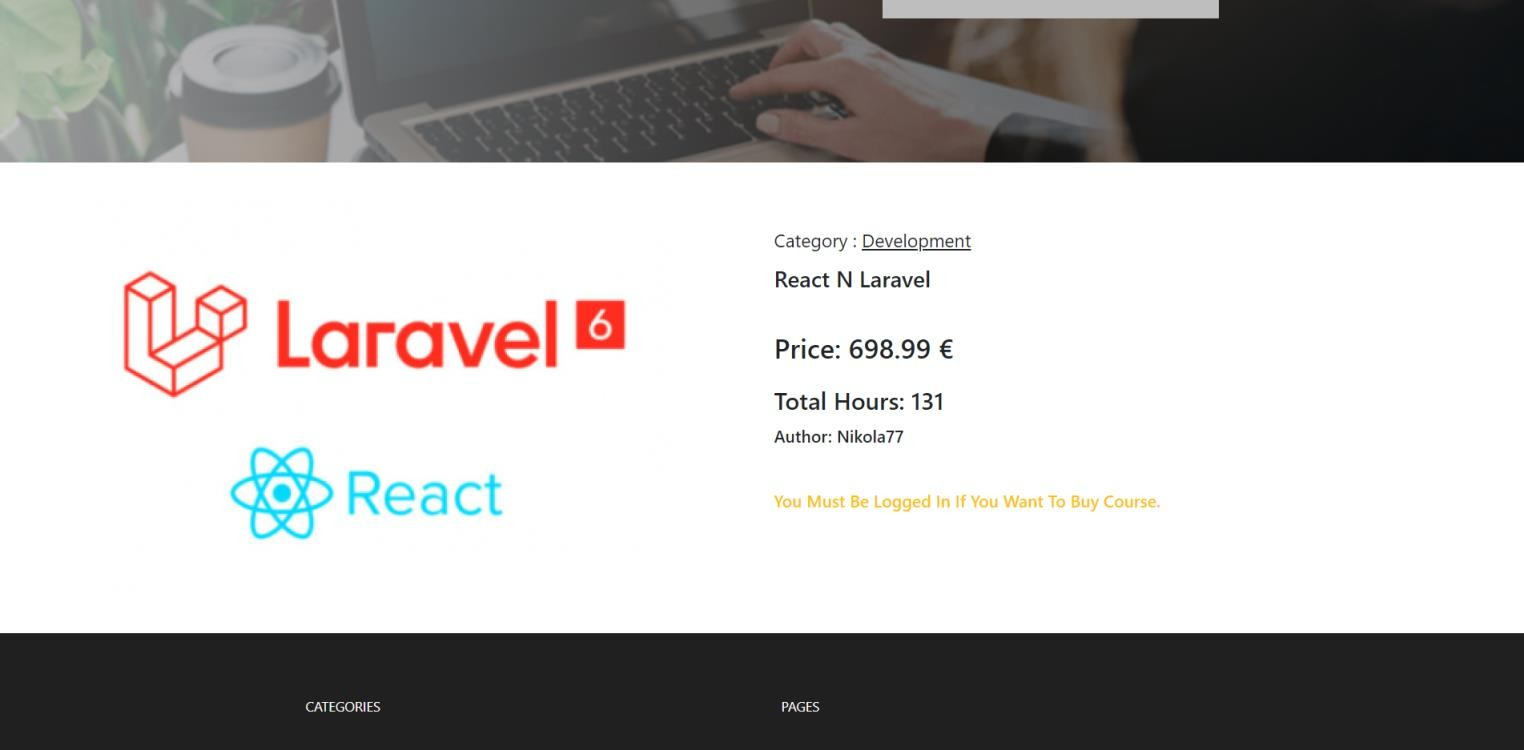 Category : Development
React N Laravel
Price: 698.99 €
Total Hours: 131
Author: Nikola77
You Must Be Logged In If You Want To Buy Course.
Laravel 6
React
CATEGORIES
PAGES